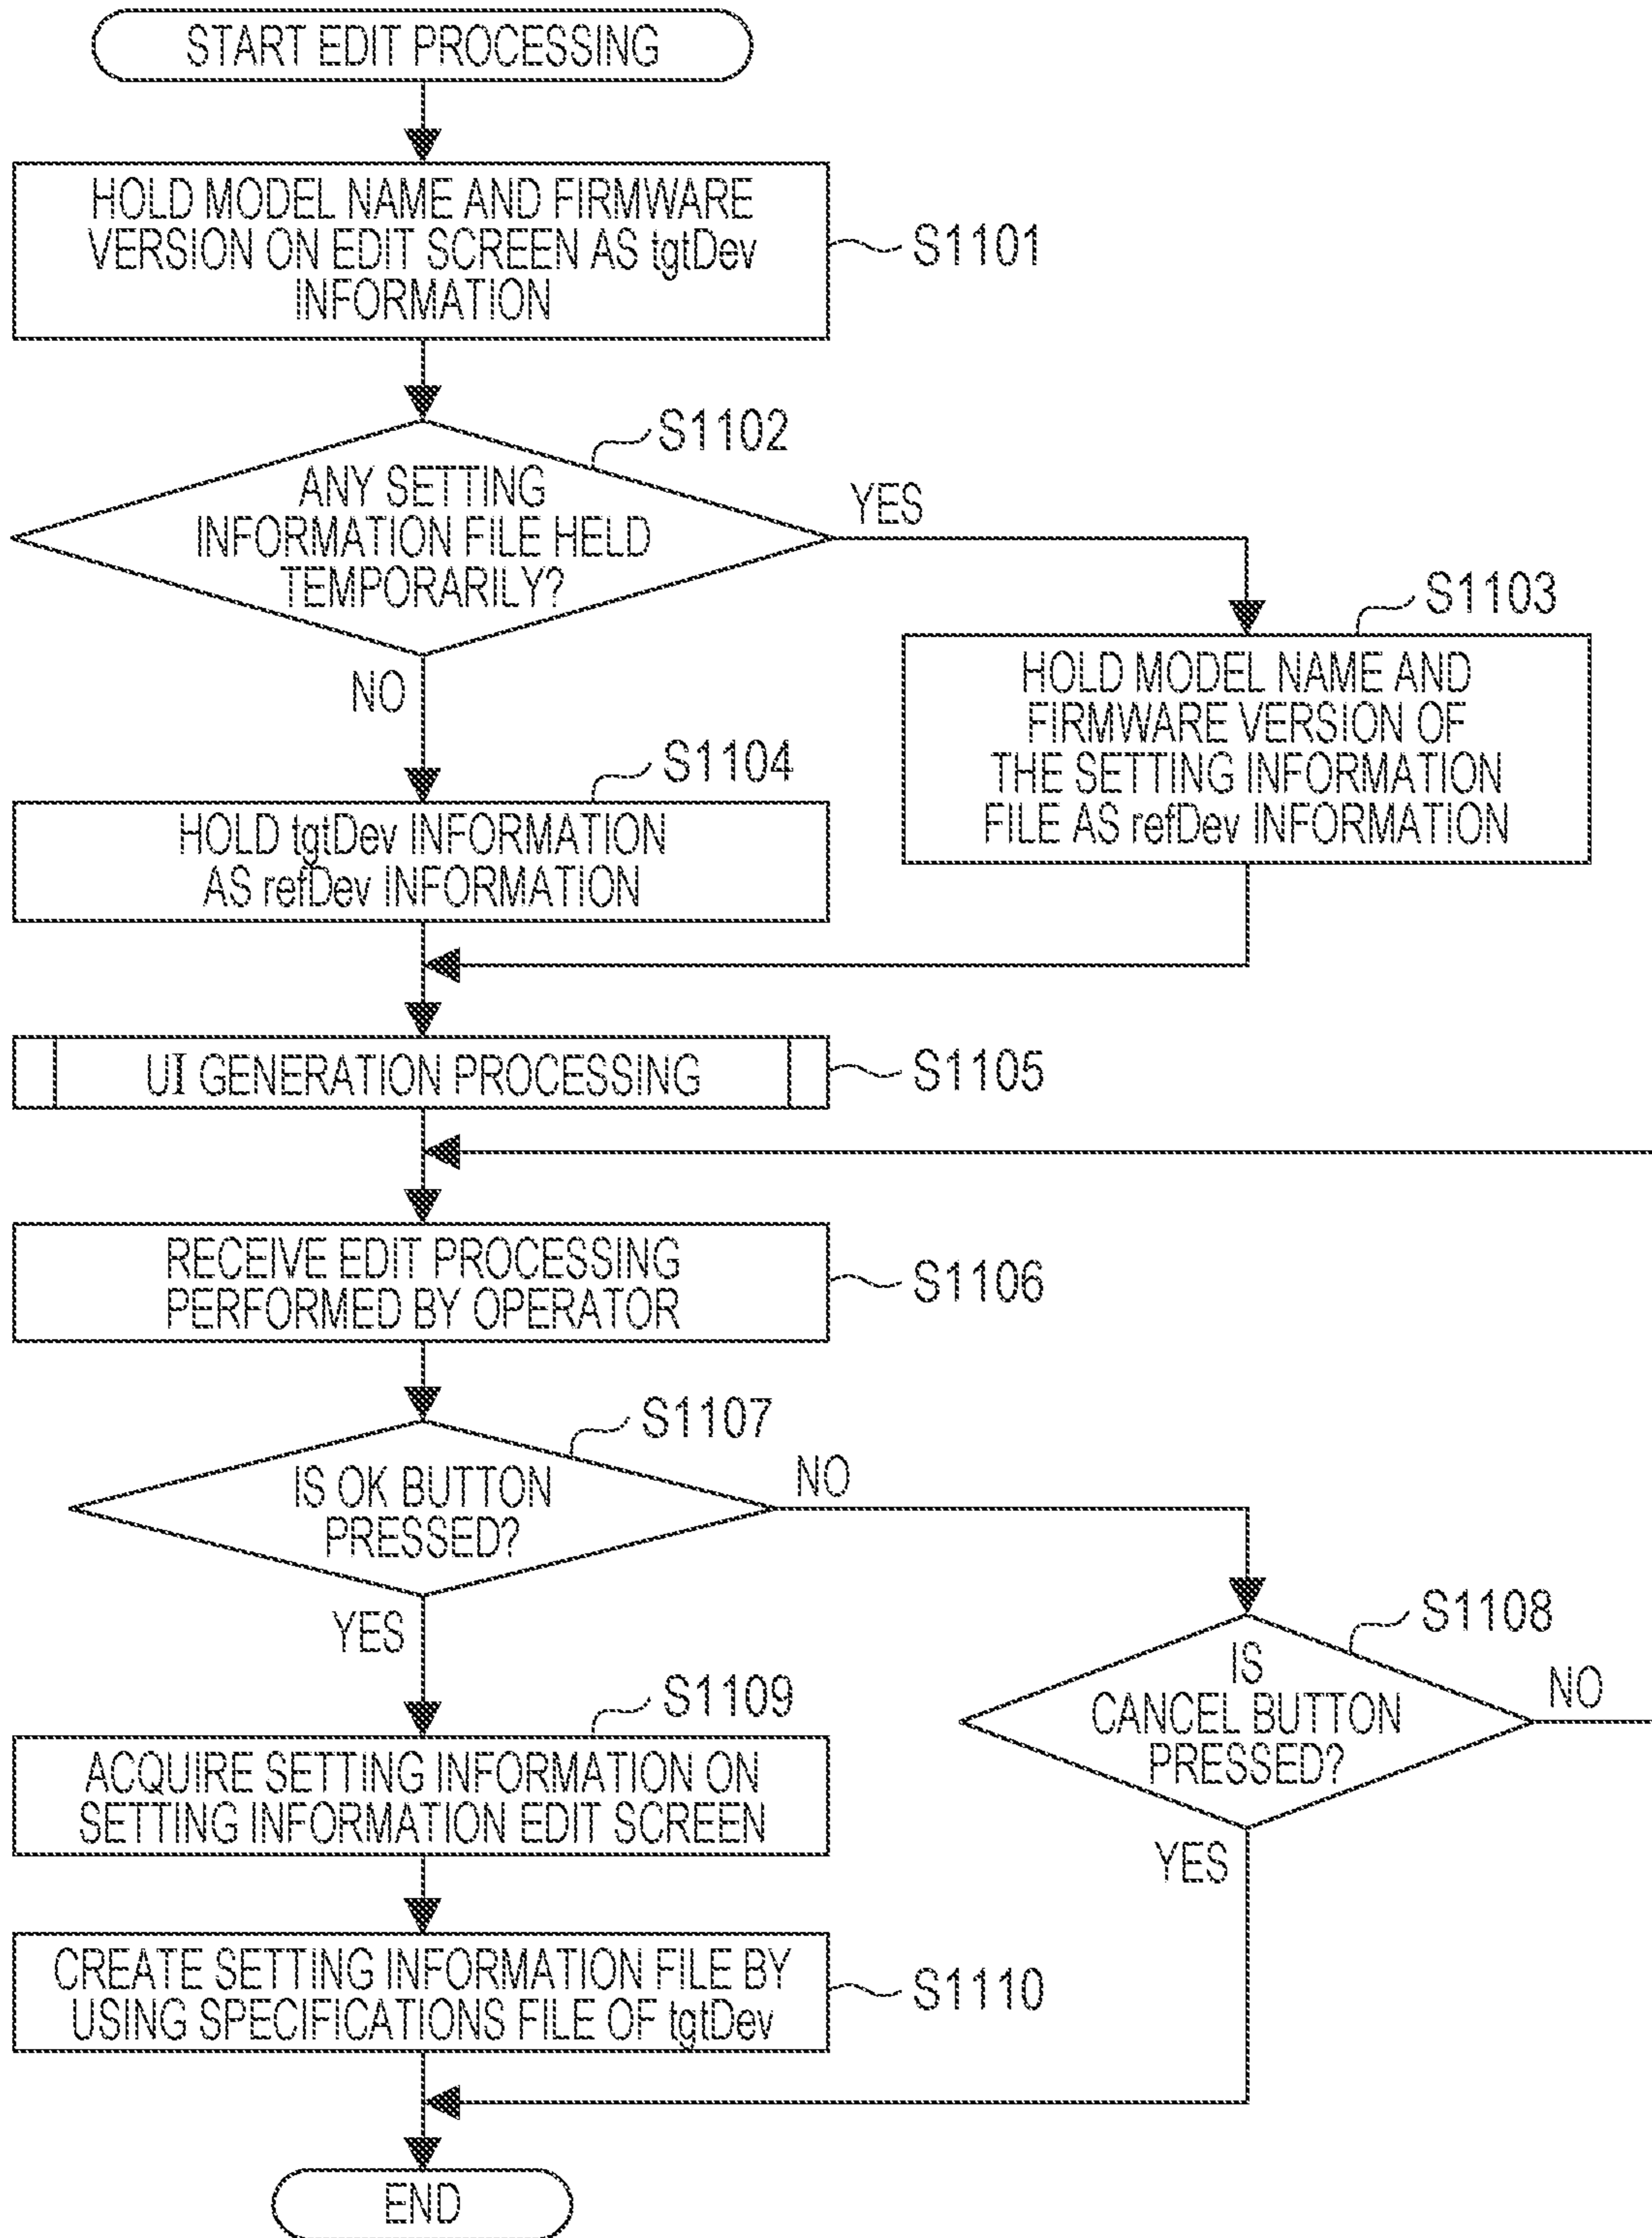 START EDIT PROCESSING
HOLD MODEL NAME AND FIRMWARE
VERSION ON EDIT SCREEN AS tgtDev
INFORMATION
S1101
S1102
ANY SETTING
INFORMATION FILE HELD
TEMPORARILY?
YES
NO
S1103
HOLD MODEL NAME AND
FIRMWARE VERSION OF
THE SETTING INFORMATION
FILE AS refDev INFORMATION
S1104
HOLD tgtDev INFORMATION
AS refDev INFORMATION
UI GENERATION PROCESSING
S1105
RECEIVE EDIT PROCESSING
PERFORMED BY OPERATOR
S1106
S1107
IS OK BUTTON
PRESSED?
NO
YES
S1108
IS
CANCEL BUTTON
PRESSED?
NO
YES
S1109
ACQUIRE SETTING INFORMATION ON
SETTING INFORMATION EDIT SCREEN
CREATE SETTING INFORMATION FILE BY
USING SPECIFICATIONS FILE OF tgtDev
S1110
END